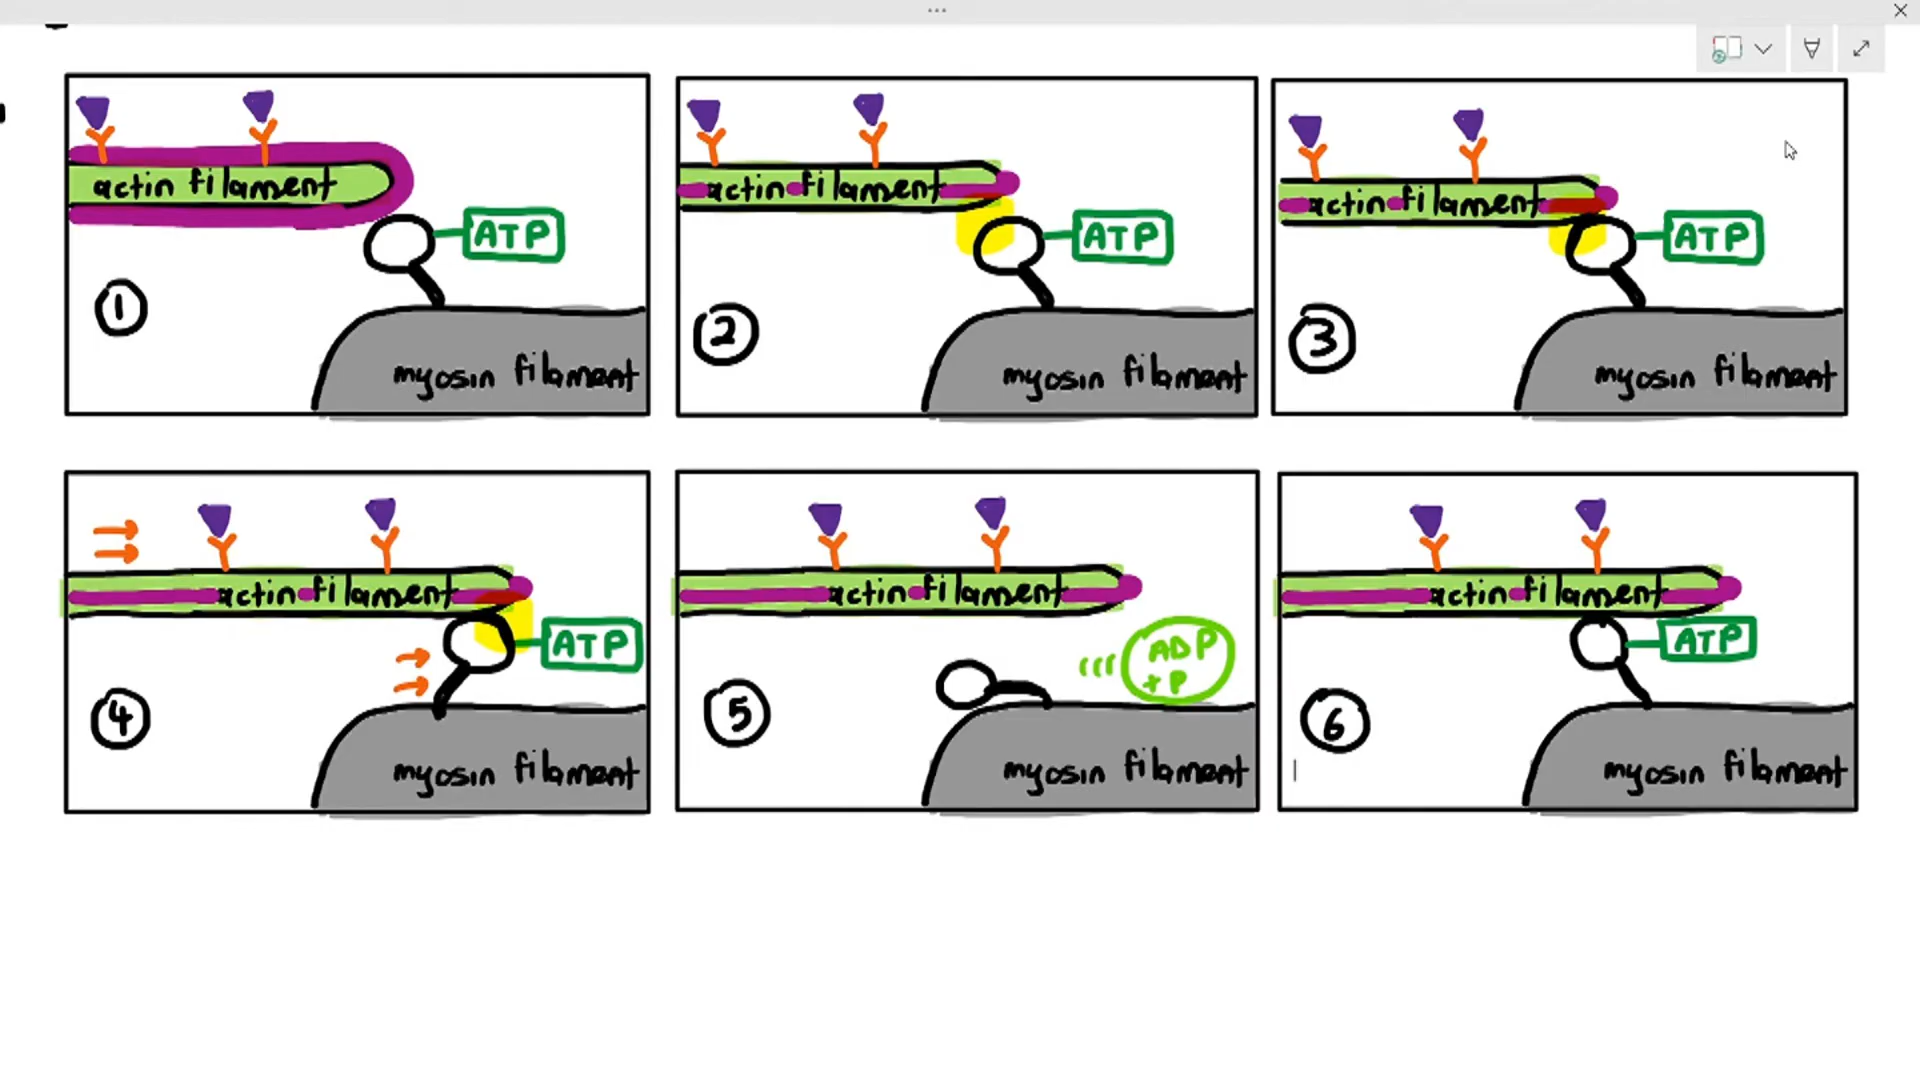 actin filament
ATP
1
myosin filament
actin filament
ATP
2
myosin filament
actin filament
ATP
3
myosin filament
actin filament
ATP
4
myosin filament
actin filament
ADP
+ P
5
myosin filament
actin filament
ATP
6
myosin filament